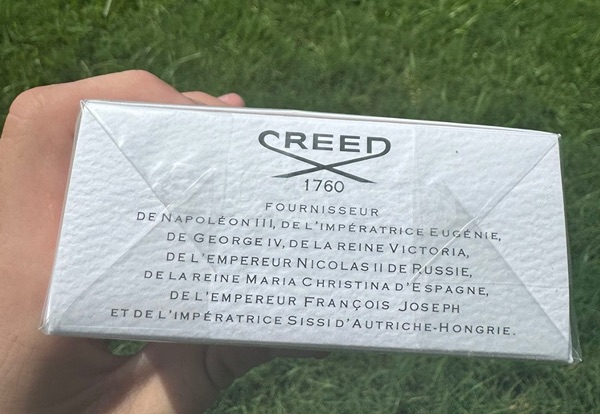 CREED
1760
FOURNISSEUR
DE NAPOLÉON III, DE L'IMPÉRATRICE EUGÉNIE,
DE GEORGE IV, DE LA REINE VICTORIA,
DE L'EMPEREUR NICOLAS II DE RUSSIE,
DE LA REINE MARIA CHRISTINA D'ESPAGNE,
DE L'EMPEREUR FRANÇOIS JOSEPH
ET DE L'IMPÉRATRICE SISSI D'AUTRICHE-HONGRIE.